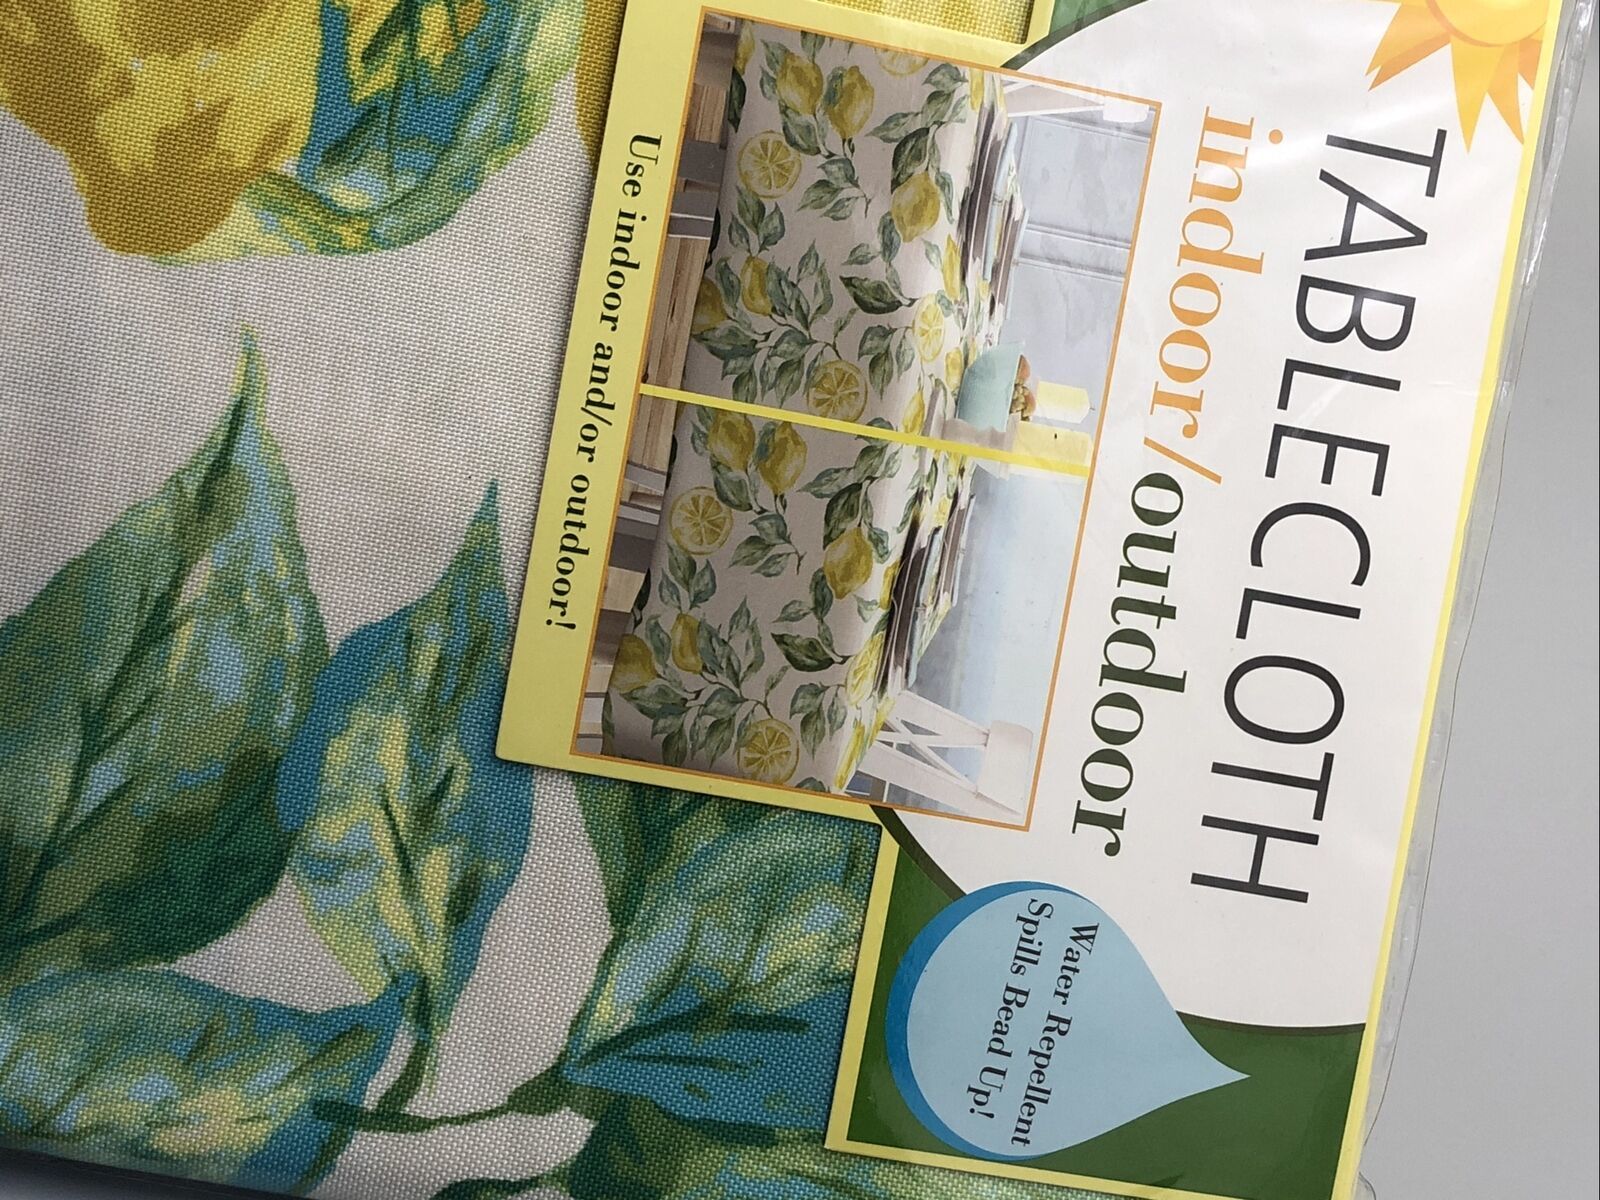 TABLECLOTH
indoor/outdoor
Use indoor and/or outdoor!
Water Repellent
Spills Bead Up!